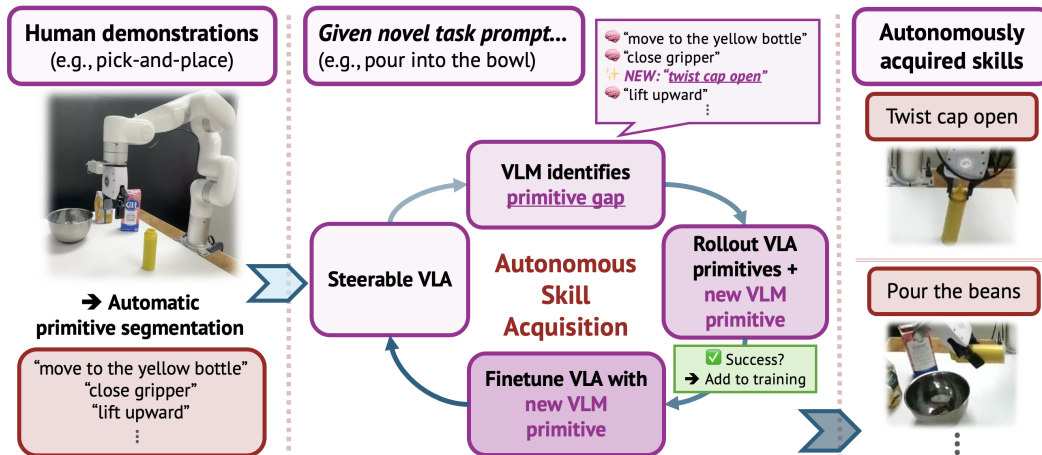 Human demonstrations
(e.g., pick-and-place)
➔ Automatic
primitive segmentation
“move to the yellow bottle”
“close gripper”
“lift upward”
⋮
Given novel task prompt...
(e.g., pour into the bowl)
“move to the yellow bottle”
“close gripper”
NEW: “twist cap open”
“lift upward”
⋮
VLM identifies
primitive gap
Steerable VLA
Autonomous
Skill
Acquisition
Rollout VLA
primitives +
new VLM
primitive
✅ Success?
➔ Add to training
Finetune VLA with
new VLM
primitive
Autonomously
acquired skills
Twist cap open
Pour the beans
⋮